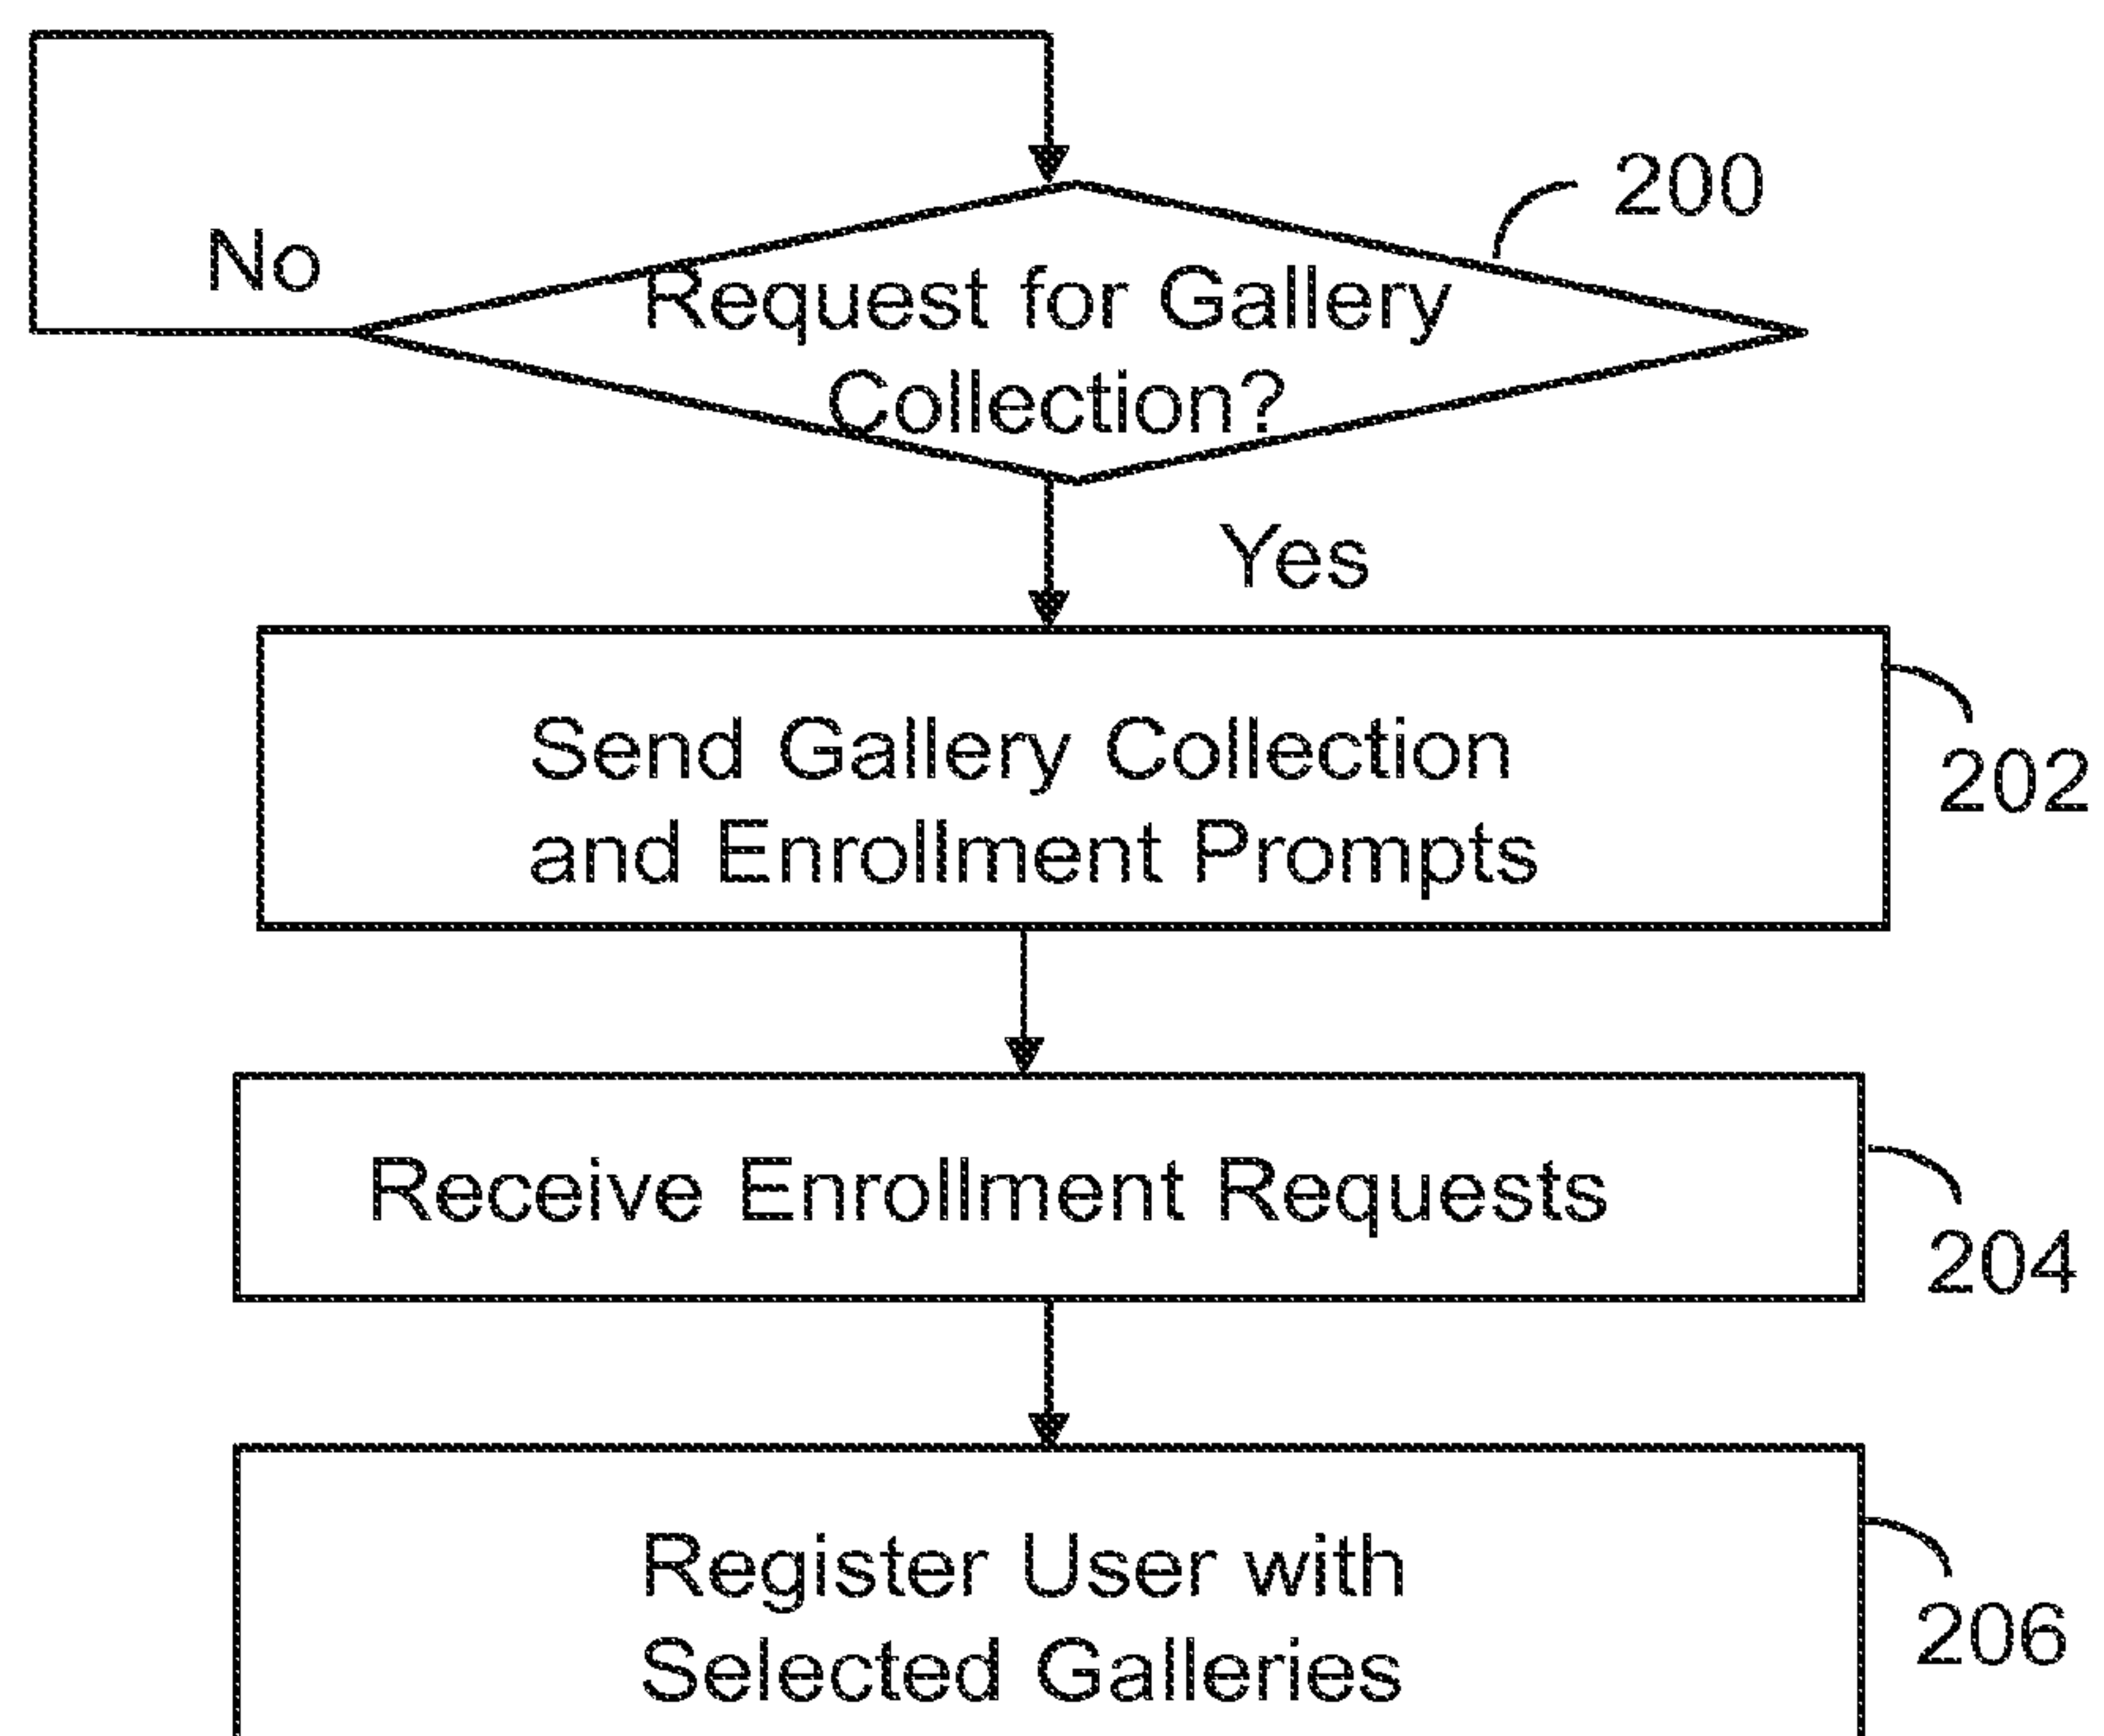 200
No
Request for Gallery
Collection?
Yes
Send Gallery Collection
and Enrollment Prompts
202
Receive Enrollment Requests
204
Register User with
Selected Galleries
206